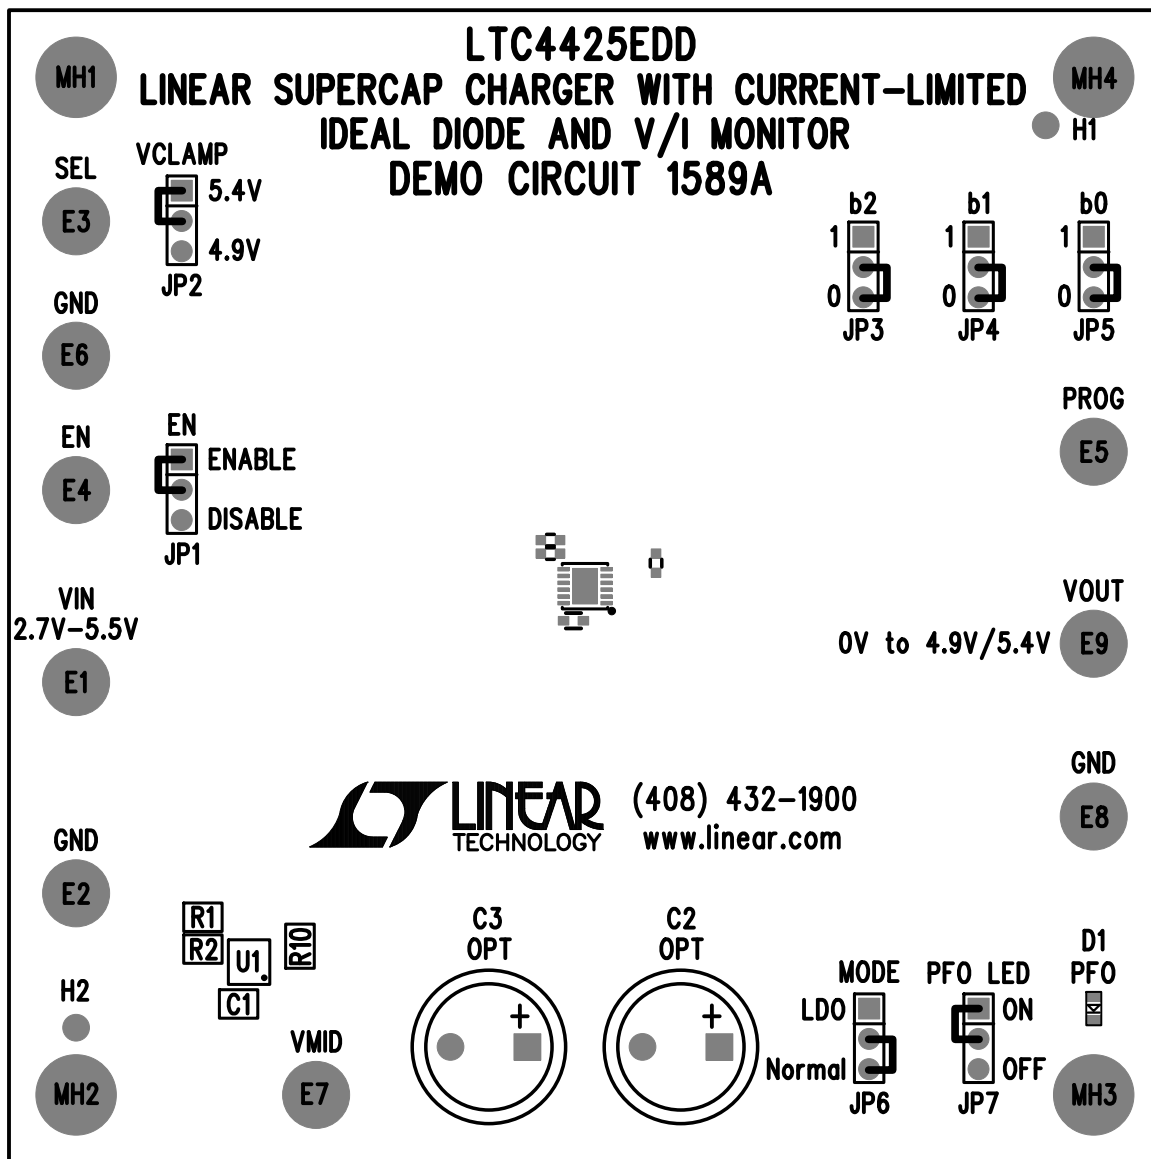 LTC4425EDD
LINEAR SUPERCAP CHARGER WITH CURRENT-LIMITED
IDEAL DIODE AND V/I MONITOR
DEMO CIRCUIT 1589A
MH1
MH4
H1
SEL
E3
VCLAMP
5.4V
4.9V
JP2
b2
1
0
JP3
b1
1
0
JP4
b0
1
0
JP5
GND
E6
EN
E4
EN
ENABLE
DISABLE
JP1
PROG
E5
VIN
2.7V-5.5V
E1
VOUT
0V to 4.9V/5.4V
E9
LINEAR
TECHNOLOGY
(408) 432-1900
www.linear.com
GND
E8
GND
E2
R1
R2
U1
R10
C1
H2
MH2
VMID
E7
C3
OPT
+
C2
OPT
+
MODE
LDO
Normal
JP6
PFO LED
ON
OFF
JP7
D1
PFO
MH3